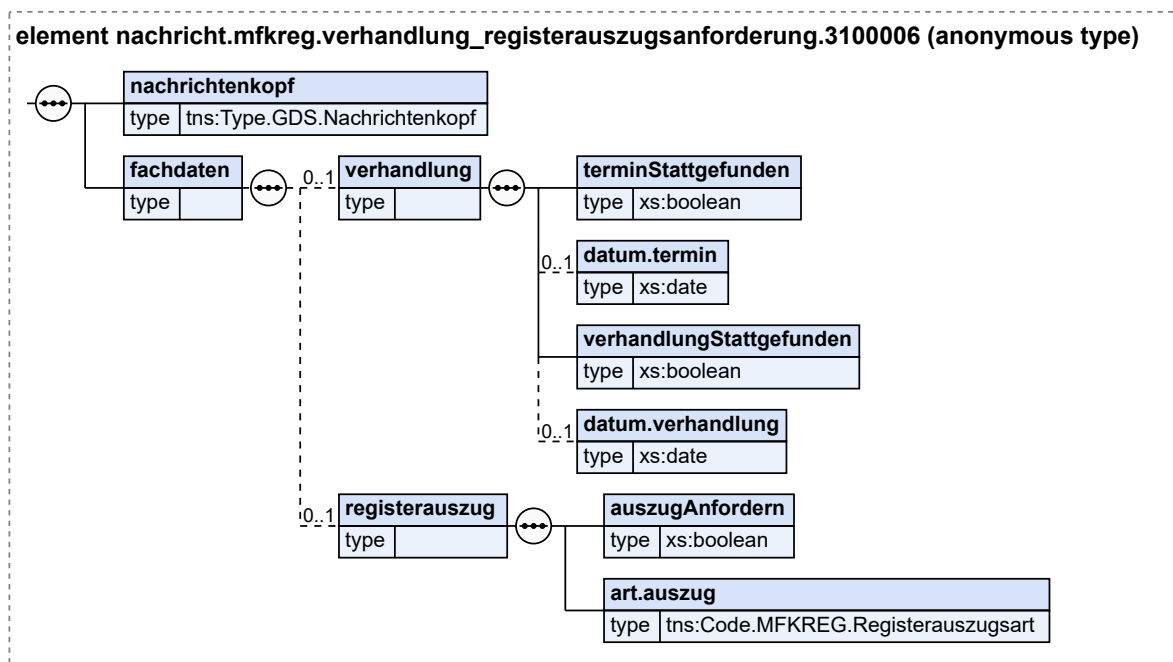 element nachricht.mfkreg.verhandlung_registerauszugsanforderung.3100006 (anonymous type)
nachrichtenkopf
type tns:Type.GDS.Nachrichtenkopf
fachdaten
type
0..1
verhandlung
type
terminStattgefunden
type xs:boolean
0..1
datum.termin
type xs:date
verhandlungStattgefunden
type xs:boolean
0..1
datum.verhandlung
type xs:date
0..1
registerauszug
type
auszugAnfordern
type xs:boolean
art.auszug
type tns:Code.MFKREG.Registerauszugsart